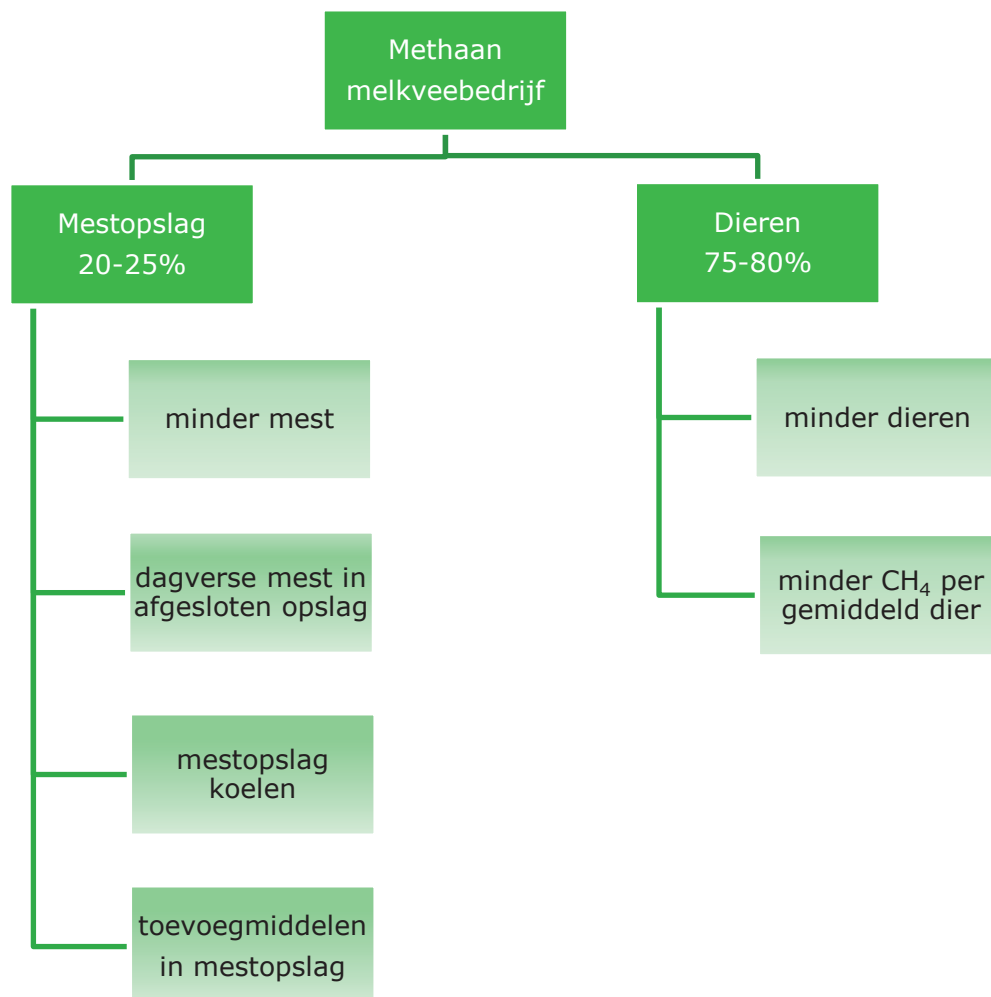 Methaan
melkveebedrijf
Mestopslag
20-25%
minder mest
dagverse mest in
afgesloten opslag
mestopslag
koelen
toevoegmiddelen
in mestopslag
Dieren
75-80%
minder dieren
minder CH₄ per
gemiddeld dier